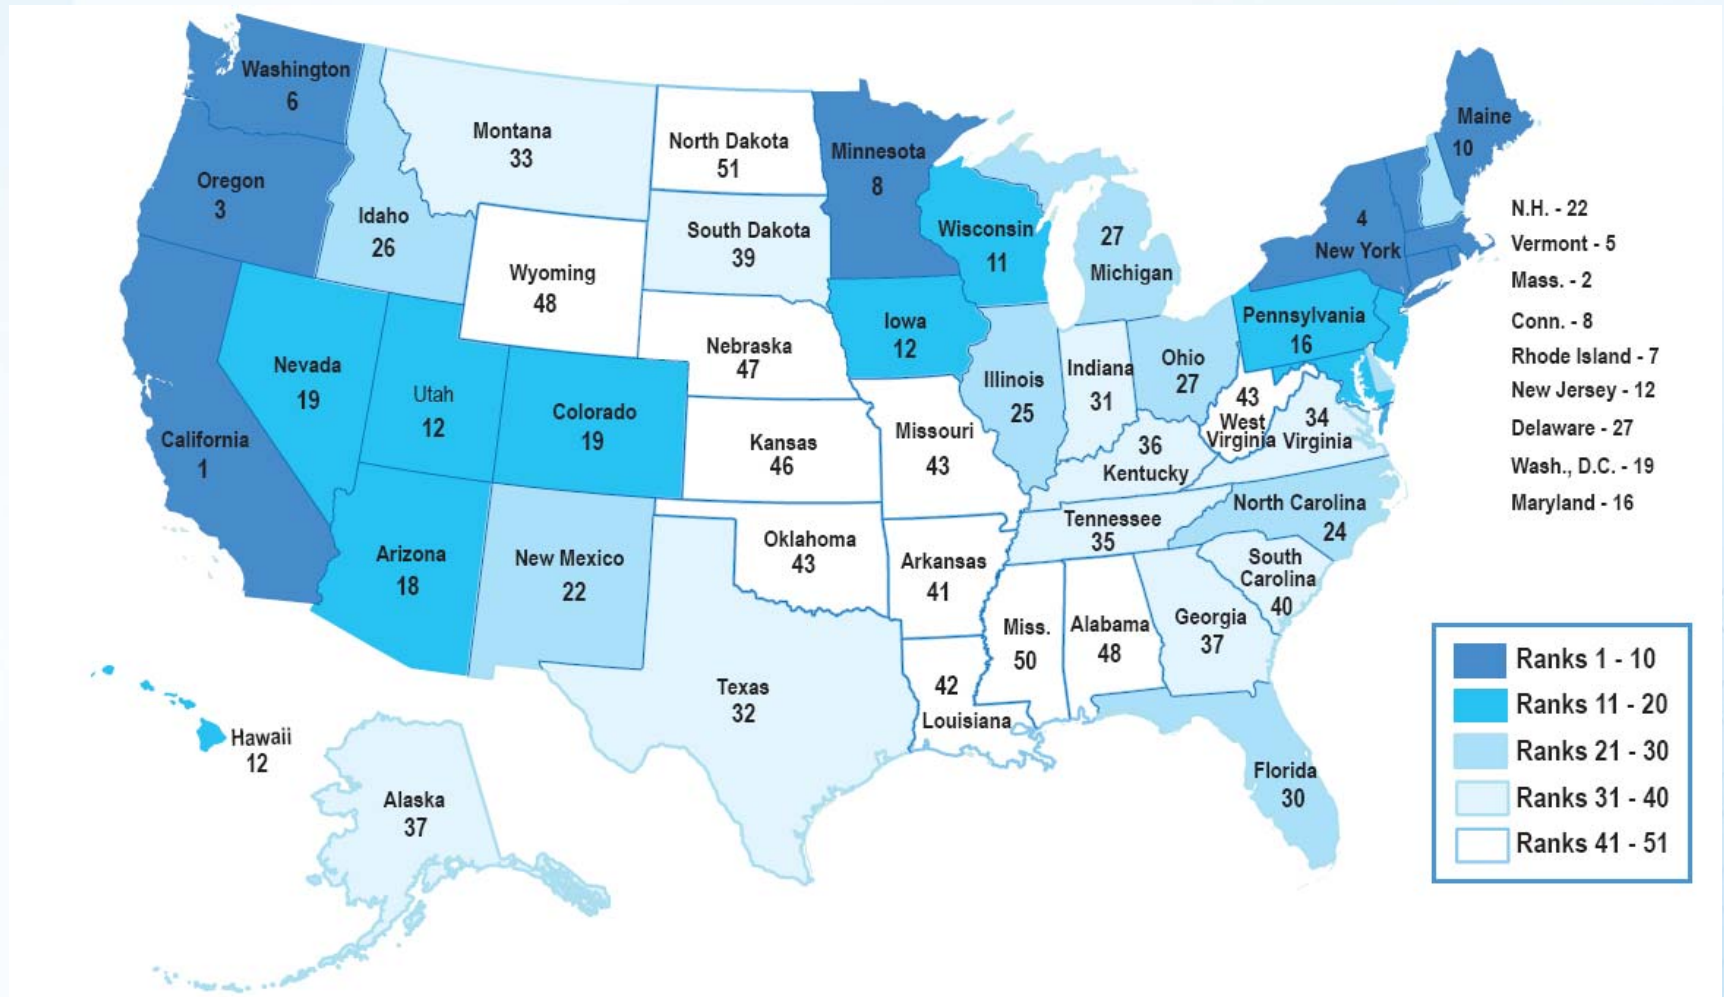 Washington
6
Oregon
3
California
1
Idaho
26
Nevada
19
Montana
33
Wyoming
48
Utah
12
Colorado
19
Arizona
18
New Mexico
22
North Dakota
51
South Dakota
39
Nebraska
47
Kansas
46
Oklahoma
43
Texas
32
Minnesota
8
Iowa
12
Missouri
43
Arkansas
41
42
Louisiana
Wisconsin
11
Illinois
25
27
Michigan
Indiana
31
Ohio
27
36
Kentucky
Tennessee
35
Miss.
50
Alabama
48
Georgia
37
Florida
30
South
Carolina
40
North Carolina
24
34
Virginia
43
West
Virginia
Pennsylvania
16
4
New York
Maine
10
Hawaii
12
Alaska
37
N.H. - 22
Vermont - 5
Mass. - 2
Conn. - 8
Rhode Island - 7
New Jersey - 12
Delaware - 27
Wash., D.C. - 19
Maryland - 16
Ranks 1 - 10
Ranks 11 - 20
Ranks 21 - 30
Ranks 31 - 40
Ranks 41 - 51